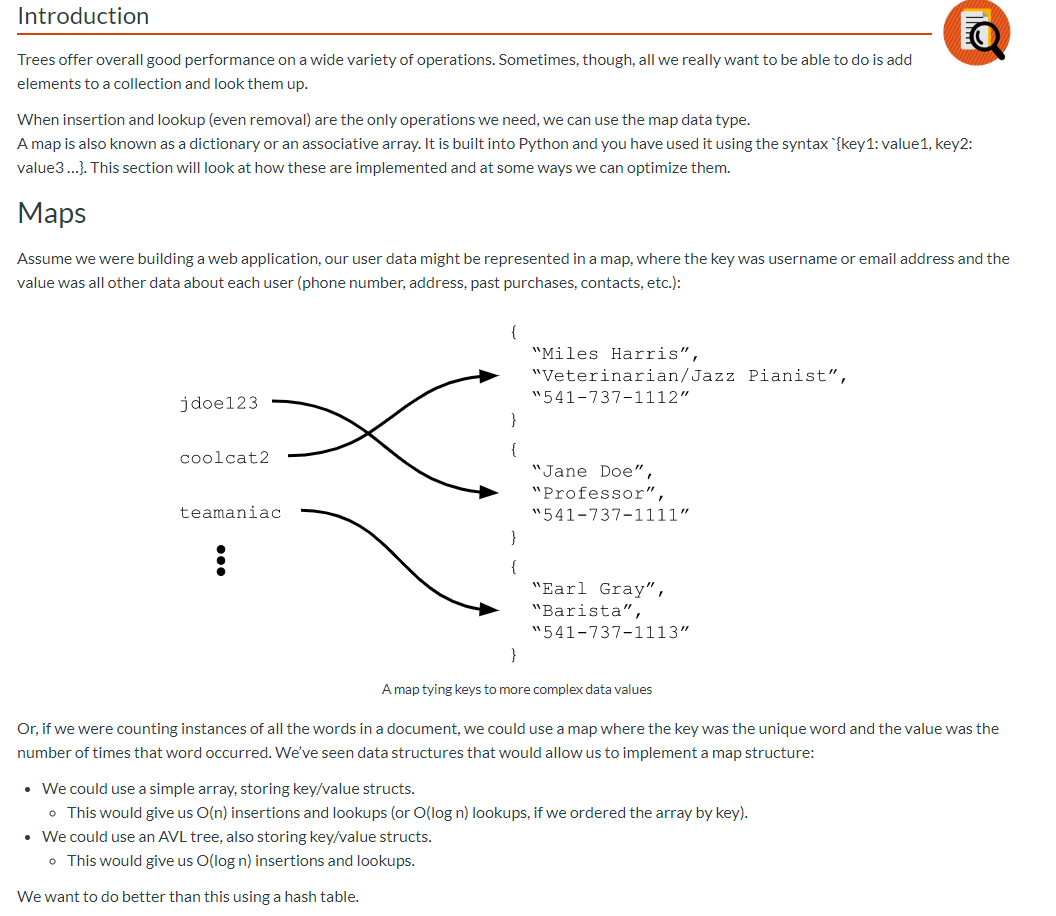 Introduction
Trees offer overall good performance on a wide variety of operations. Sometimes, though, all we really want to be able to do is add
elements to a collection and look them up.
When insertion and lookup (even removal) are the only operations we need, we can use the map data type.
A map is also known as a dictionary or an associative array. It is built into Python and you have used it using the syntax `{key1: value1, key2:
value3 ...}. This section will look at how these are implemented and at some ways we can optimize them.
Maps
Assume we were building a web application, our user data might be represented in a map, where the key was username or email address and the
value was all other data about each user (phone number, address, past purchases, contacts, etc.):
jdoe123
coolcat2
teamaniac
{
“Miles Harris”,
“Veterinarian/Jazz Pianist”,
“541-737-1112”
}
{
“Jane Doe”,
“Professor”,
“541-737-1111”
}
{
“Earl Gray”,
“Barista”,
“541-737-1113”
}
A map tying keys to more complex data values
Or, if we were counting instances of all the words in a document, we could use a map where the key was the unique word and the value was the
number of times that word occurred. We’ve seen data structures that would allow us to implement a map structure:
• We could use a simple array, storing key/value structs.
◦ This would give us O(n) insertions and lookups (or O(log n) lookups, if we ordered the array by key).
• We could use an AVL tree, also storing key/value structs.
◦ This would give us O(log n) insertions and lookups.
We want to do better than this using a hash table.